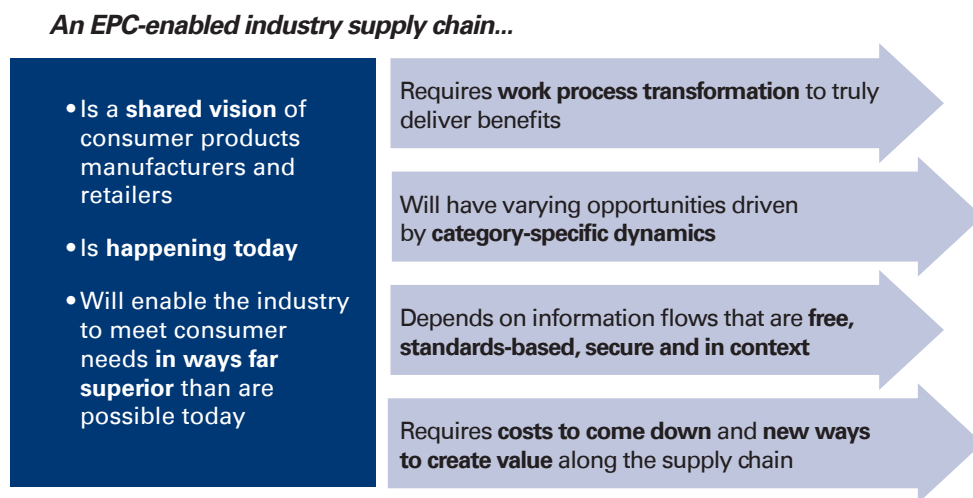 An EPC-enabled industry supply chain...
•Is a shared vision of
consumer products
manufacturers and
retailers
•Is happening today
•Will enable the industry
to meet consumer
needs in ways far
superior than are
possible today
Requires work process transformation to truly
deliver benefits
Will have varying opportunities driven
by category-specific dynamics
Depends on information flows that are free,
standards-based, secure and in context
Requires costs to come down and new ways
to create value along the supply chain